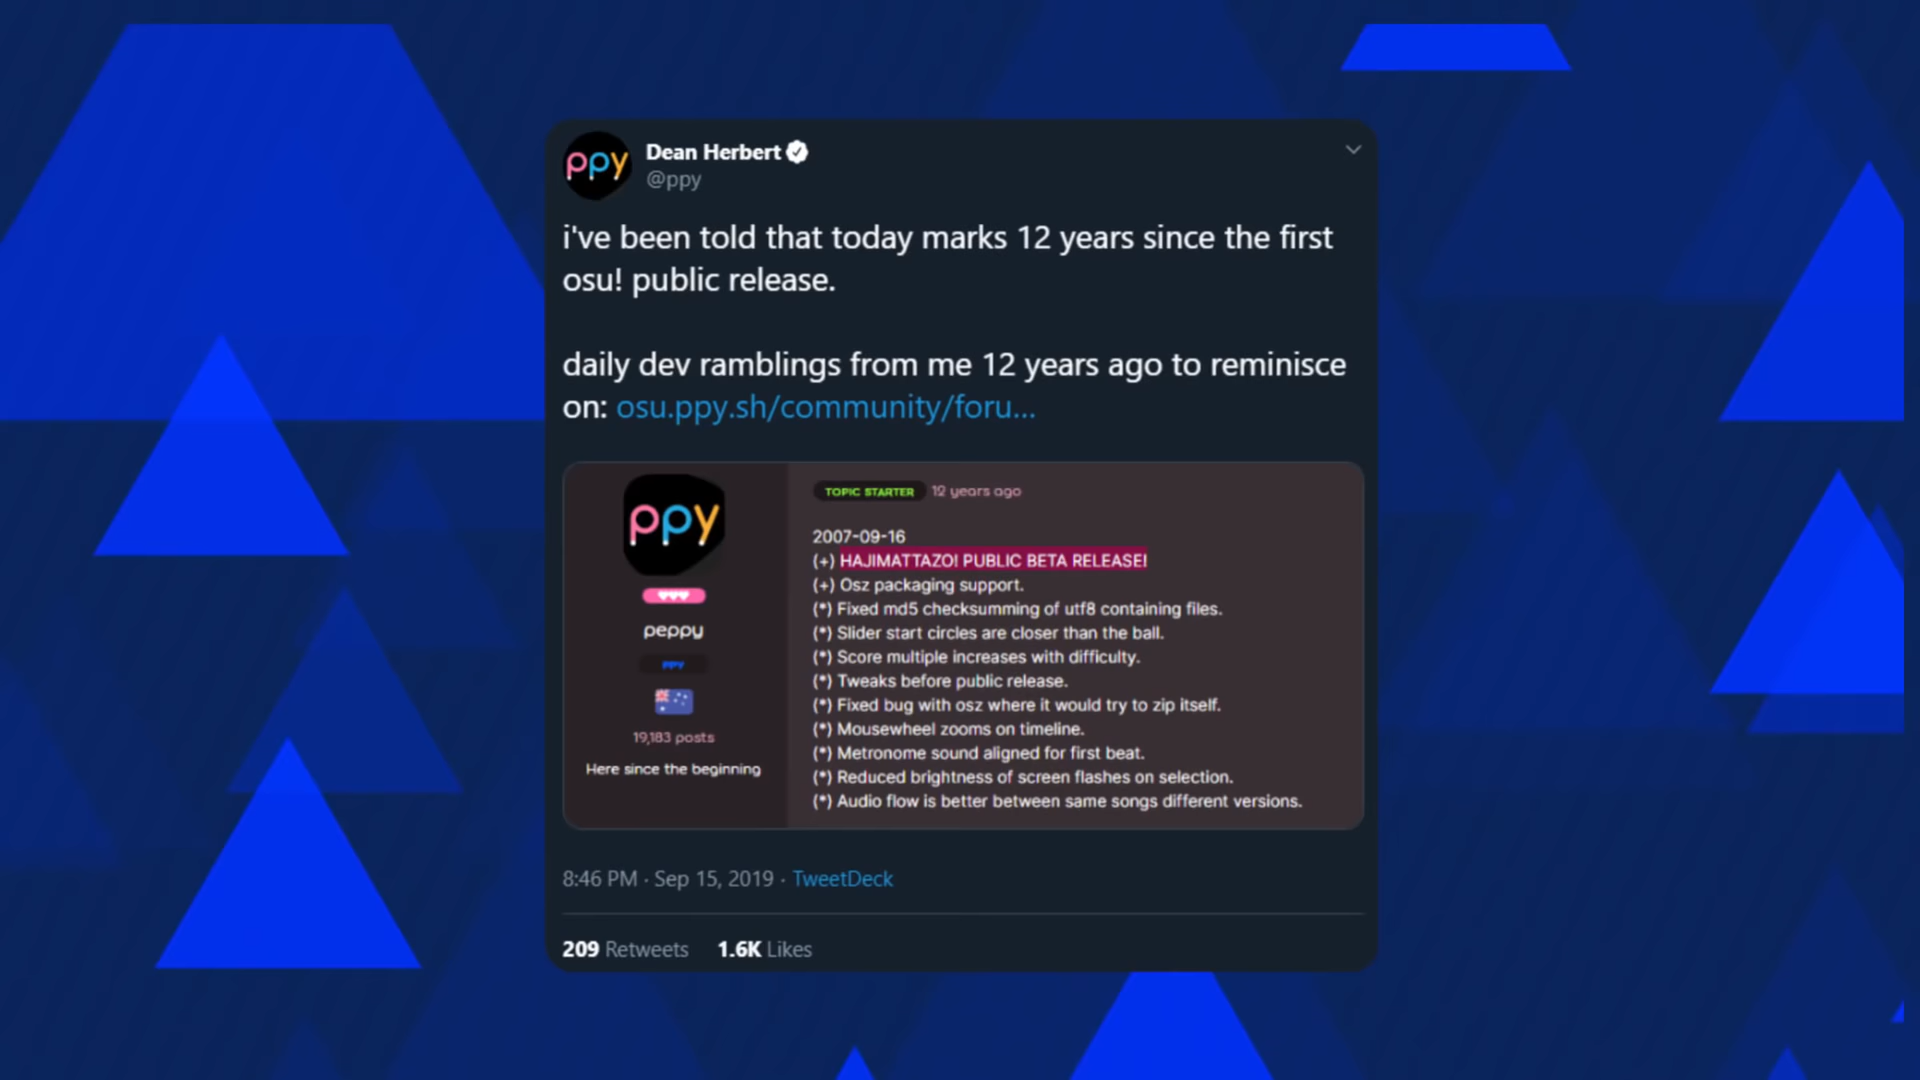 ppy
Dean Herbert
@ppy
i've been told that today marks 12 years since the first
osu! public release.
daily dev ramblings from me 12 years ago to reminisce
on: osu.ppy.sh/community/foru...
ppy
peppy
PPY
19,183 posts
Here since the beginning
TOPIC STARTER 12 years ago
2007-09-16
(+) HAJIMATTAZO! PUBLIC BETA RELEASE!
(+) Osz packaging support.
(*) Fixed md5 checksumming of utf8 containing files.
(*) Slider start circles are closer than the ball.
(*) Score multiple increases with difficulty.
(*) Tweaks before public release.
(*) Fixed bug with osz where it would try to zip itself.
(*) Mousewheel zooms on timeline.
(*) Metronome sound aligned for first beat.
(*) Reduced brightness of screen flashes on selection.
(*) Audio flow is better between same songs different versions.
8:46 PM · Sep 15, 2019 · TweetDeck
209 Retweets 1.6K Likes